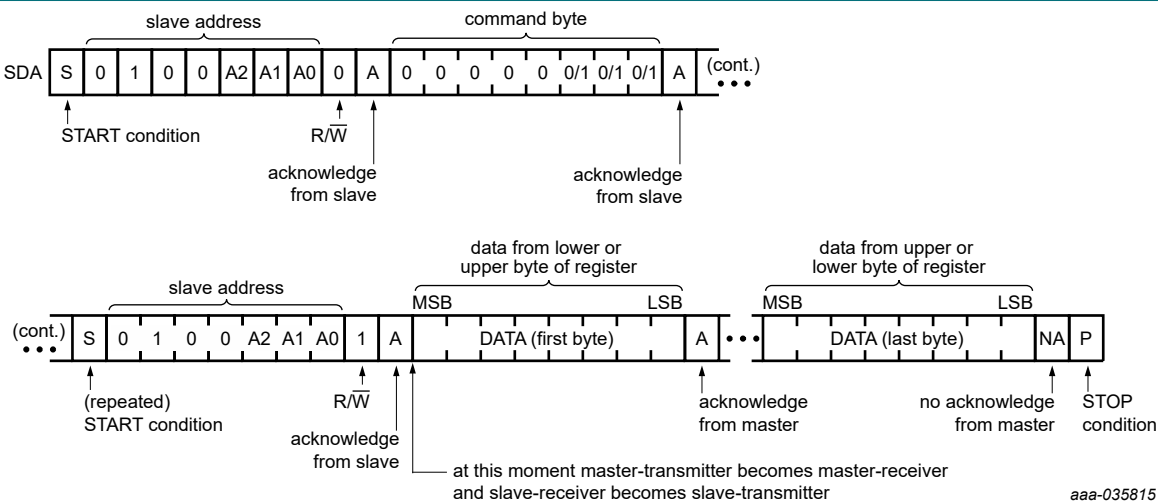 slave address
command byte
SDA S 0 1 0 0 A2 A1 A0 0 A 0 0 0 0 0 0/1 0/1 0/1 A (cont.)
START condition
R/W̅
acknowledge
from slave
acknowledge
from slave
data from lower or
upper byte of register
data from upper or
lower byte of register
slave address
MSB LSB MSB LSB
(cont.) S 0 1 0 0 A2 A1 A0 1 A DATA (first byte) A DATA (last byte) NA P
(repeated)
START condition
R/W̅
acknowledge
from slave
acknowledge
from master
no acknowledge
from master
STOP
condition
at this moment master-transmitter becomes master-receiver
and slave-receiver becomes slave-transmitter
aaa-035815